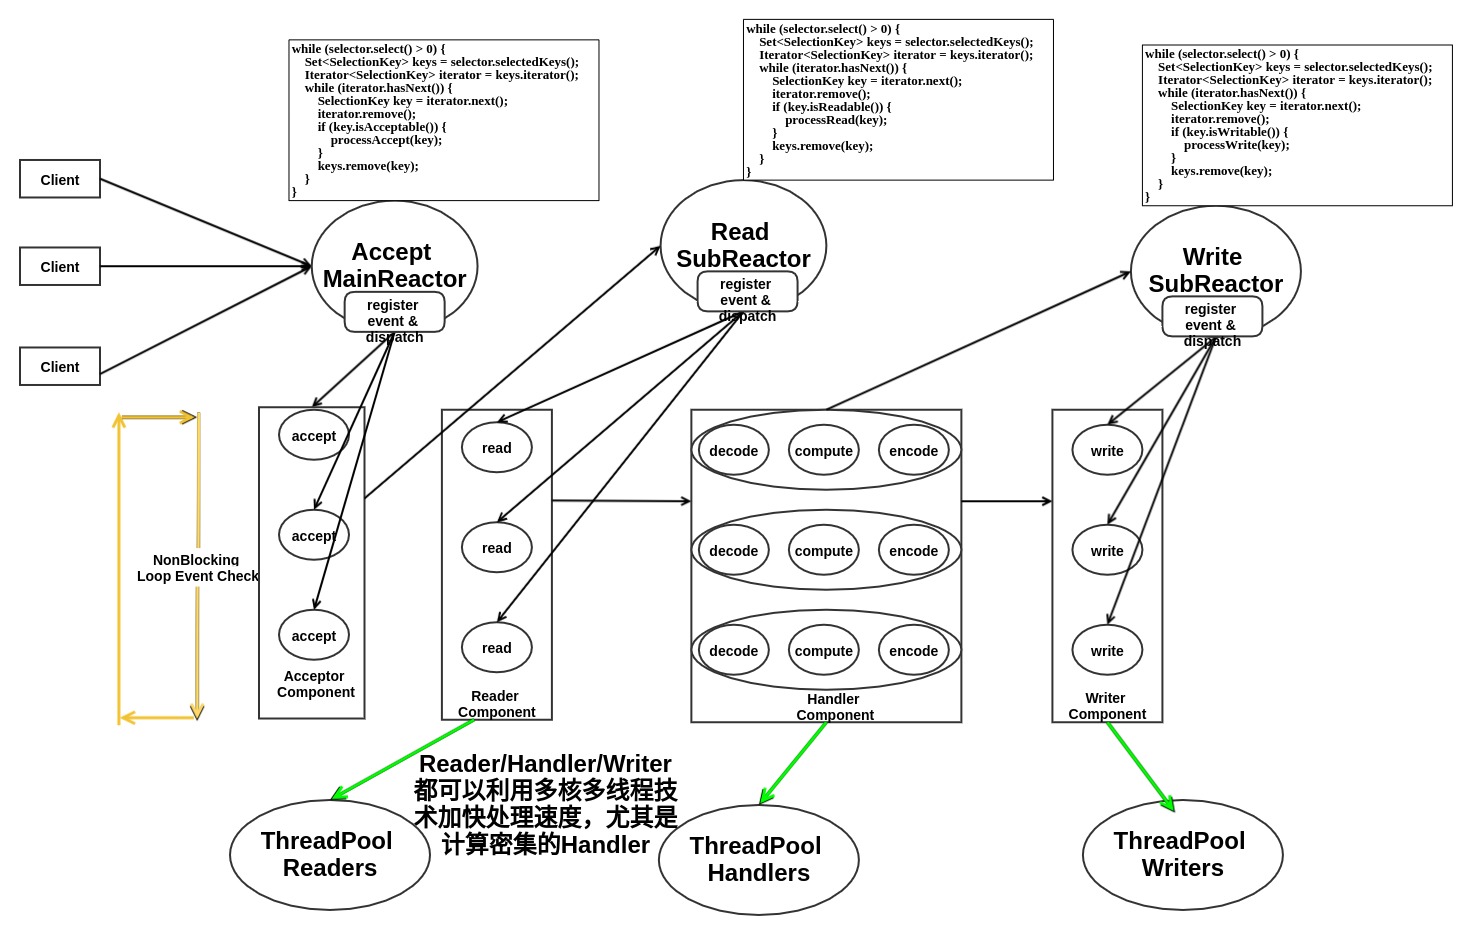 while (selector.select() > 0) {
Set<SelectionKey> keys = selector.selectedKeys();
Iterator<SelectionKey> iterator = keys.iterator();
while (iterator.hasNext()) {
SelectionKey key = iterator.next();
iterator.remove();
if (key.isAcceptable()) {
processAccept(key);
}
keys.remove(key);
}
}
while (selector.select() > 0) {
Set<SelectionKey> keys = selector.selectedKeys();
Iterator<SelectionKey> iterator = keys.iterator();
while (iterator.hasNext()) {
SelectionKey key = iterator.next();
iterator.remove();
if (key.isReadable()) {
processRead(key);
}
keys.remove(key);
}
}
while (selector.select() > 0) {
Set<SelectionKey> keys = selector.selectedKeys();
Iterator<SelectionKey> iterator = keys.iterator();
while (iterator.hasNext()) {
SelectionKey key = iterator.next();
iterator.remove();
if (key.isWritable()) {
processWrite(key);
}
keys.remove(key);
}
}
Client
Client
Client
Accept
MainReactor
register
event &
dispatch
Read
SubReactor
register
event &
dispatch
Write
SubReactor
register
event &
dispatch
NonBlocking
Loop Event Check
accept
accept
accept
Acceptor
Component
read
read
read
Reader
Component
decode compute encode
decode compute encode
decode compute encode
Handler
Component
write
write
write
Writer
Component
Reader/Handler/Writer
都可以利用多核多线程技
术加快处理速度，尤其是
计算密集的Handler
ThreadPool
Readers
ThreadPool
Handlers
ThreadPool
Writers